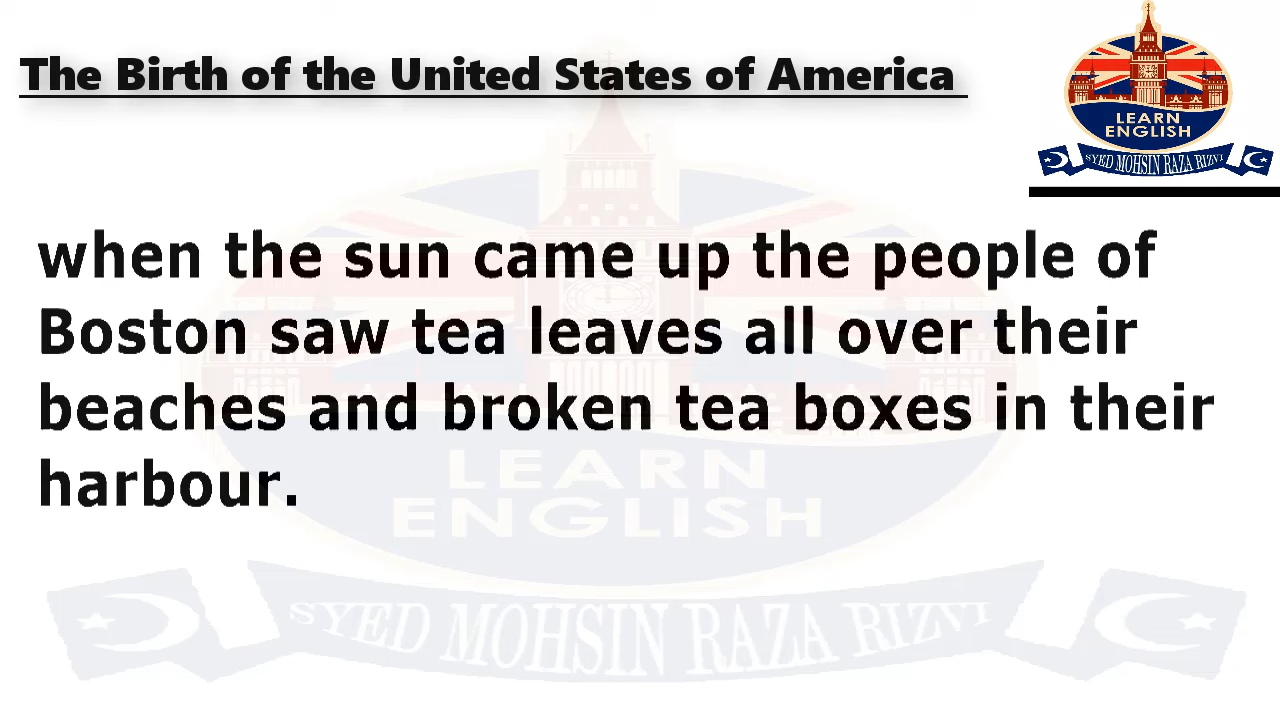 The Birth of the United States of America
LEARN
ENGLISH
SYED MOHSIN RAZA RIZVI
when the sun came up the people of
Boston saw tea leaves all over their
beaches and broken tea boxes in their
harbour.
LEARN
ENGLISH
SYED MOHSIN RAZA RIZVI